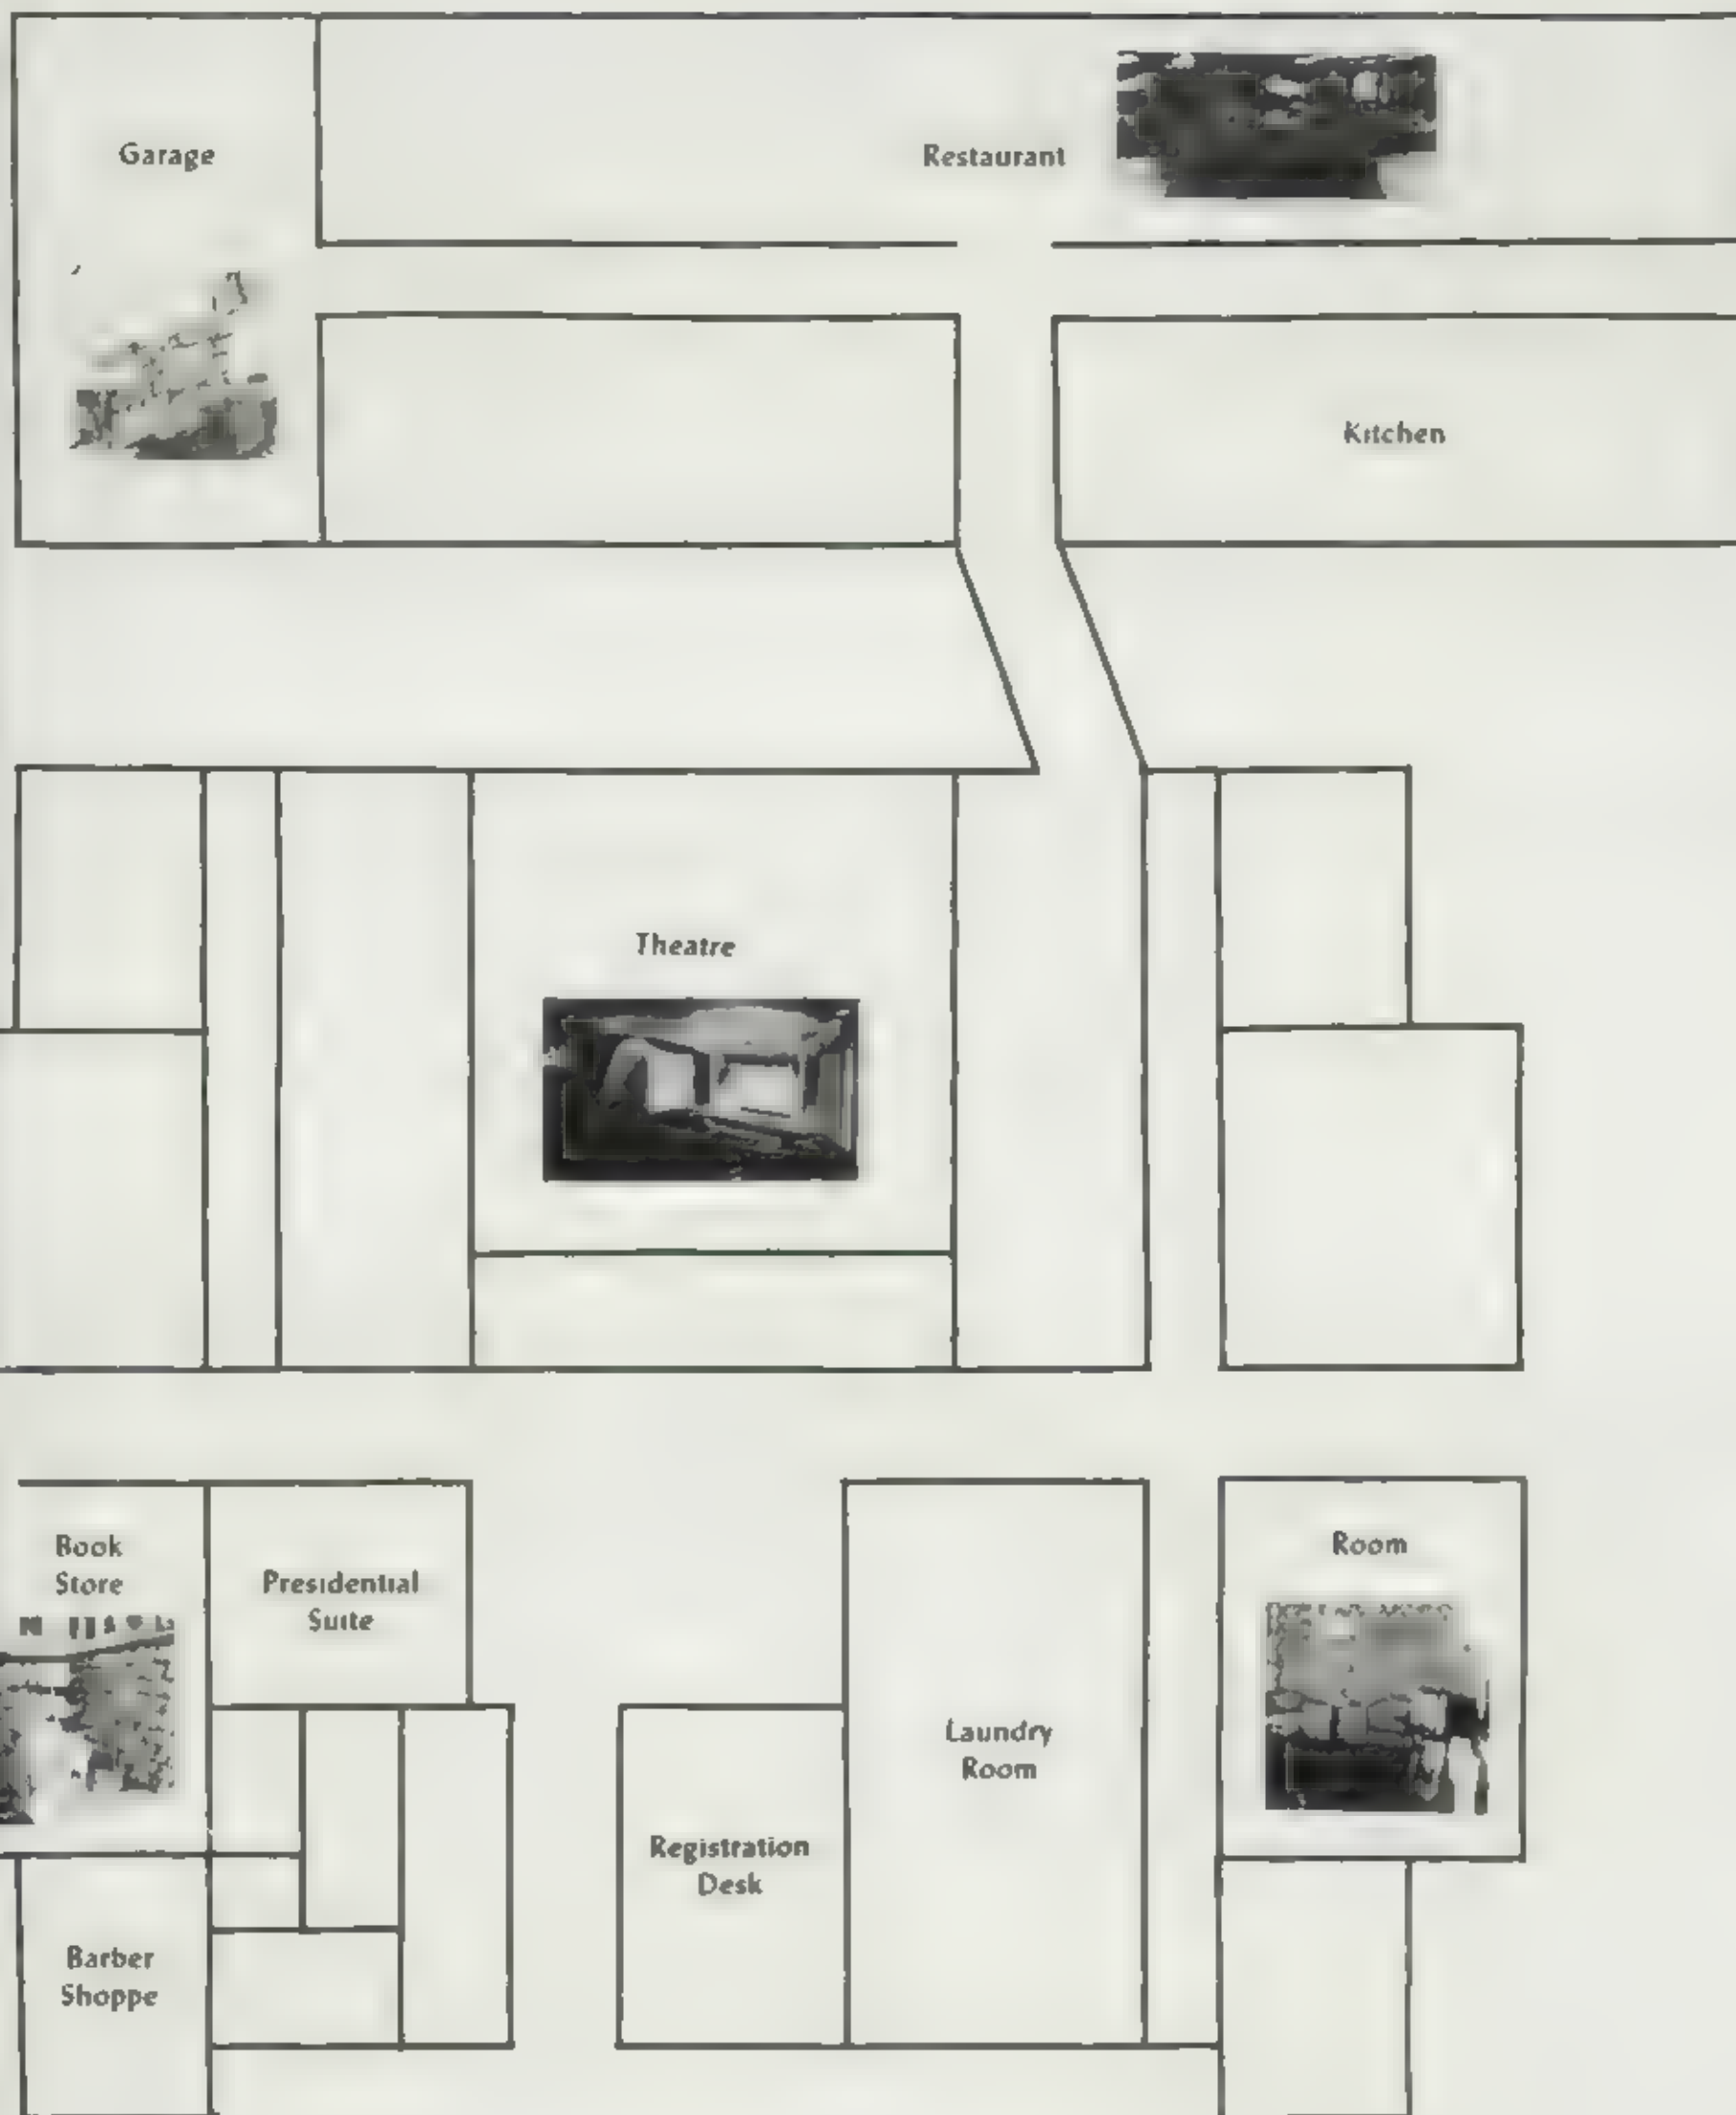 Garage
Restaurant
Kitchen
Theatre
Book
Store
Presidential
Suite
Room
Laundry
Room
Registration
Desk
Barber
Shoppe